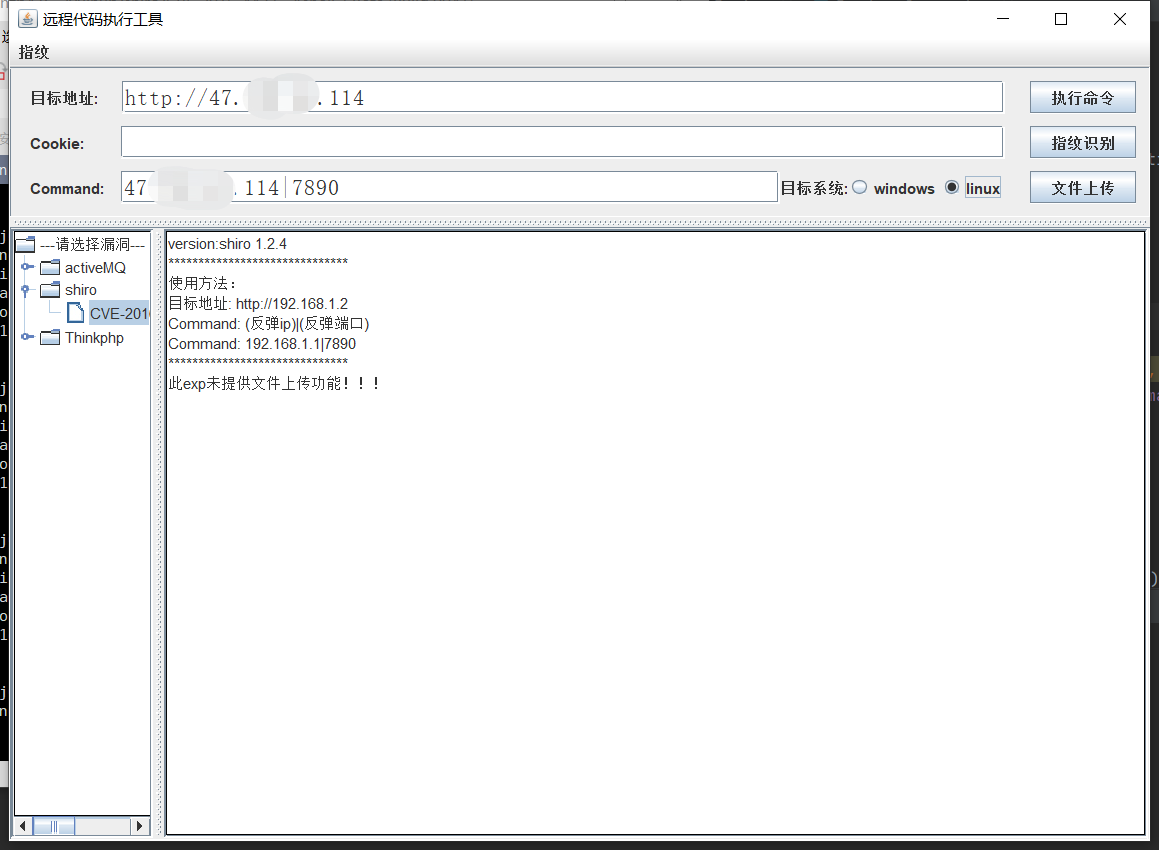 远程代码执行工具
指纹
目标地址: http://47. .114 执行命令
Cookie: 指纹识别
Command: 47 .114|7890 目标系统: windows linux 文件上传
---请选择漏洞---
activeMQ
shiro
CVE-201
Thinkphp
version:shiro 1.2.4
******************************
使用方法：
目标地址: http://192.168.1.2
Command: (反弹ip)|(反弹端口)
Command: 192.168.1.1|7890
******************************
此exp未提供文件上传功能！！！